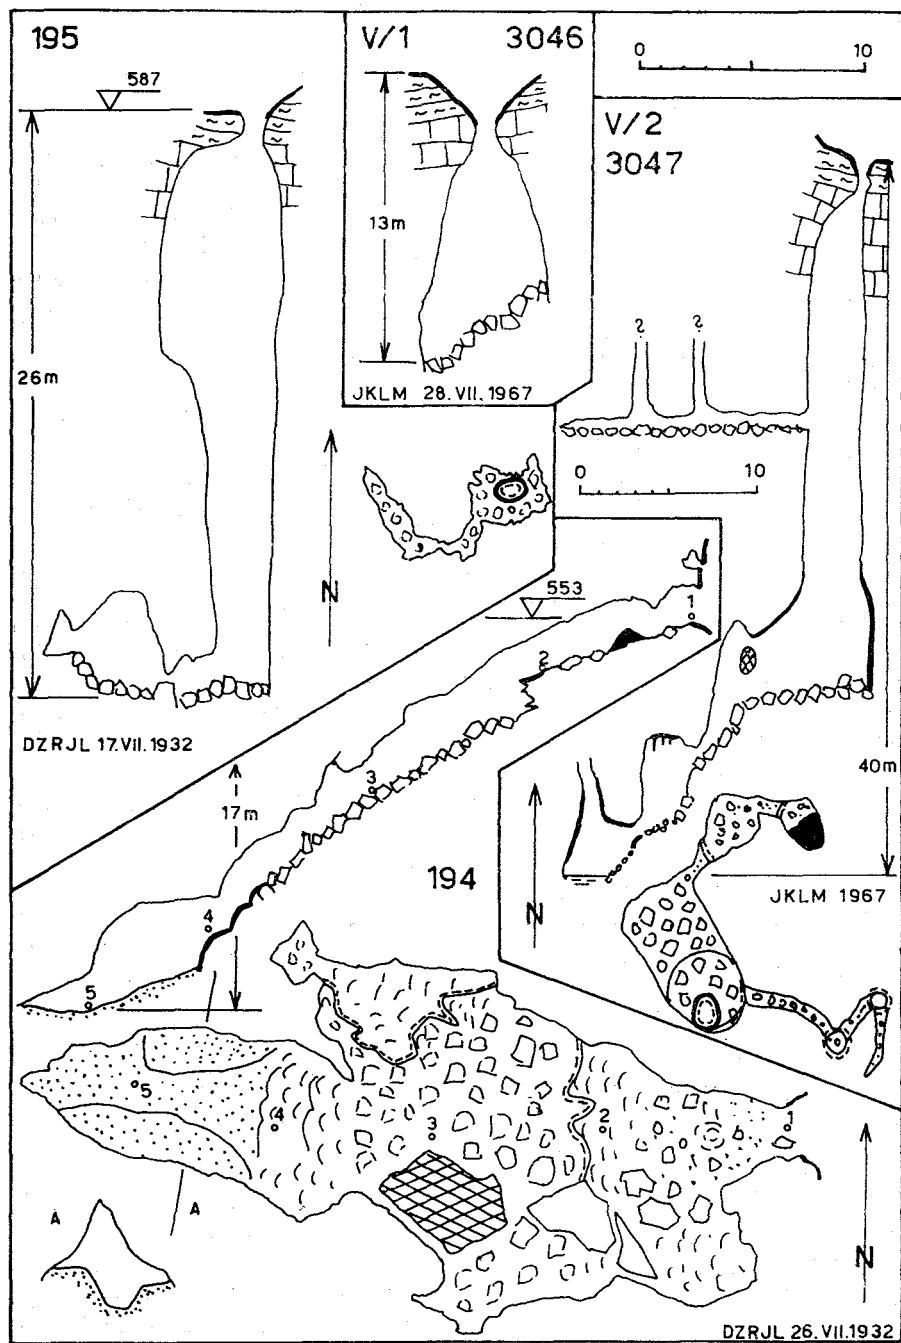 195
587
26m
DZRJL 17.VII.1932
V/1 3046
13m
JKLM 28.VII.1967
0 10
V/2
3047
? ?
0 10
40m
N
JKLM 1967
N
553
1
2
3
17m
4
5
194
5
4
3
2
1
A A
N
DZRJL 26.VII.1932